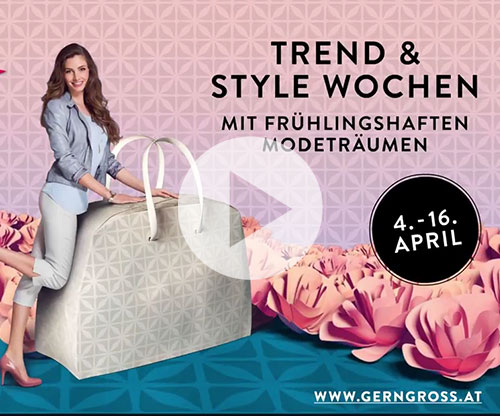 TREND &
STYLE WOCHEN
MIT FRÜHLINGSHAFTEN
MODETRÄUMEN
4.-16.
APRIL
WWW.GERNGROSS.AT